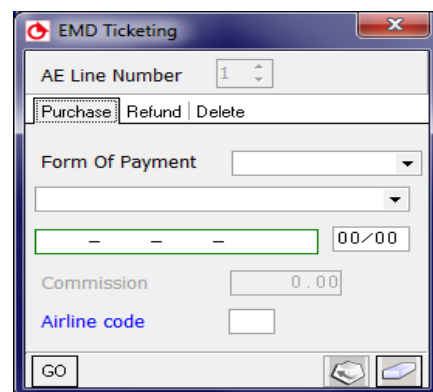 EMD Ticketing
AE Line Number 1
Purchase Refund Delete
Form Of Payment
– – – 00/00
Commission 0.00
Airline code
GO